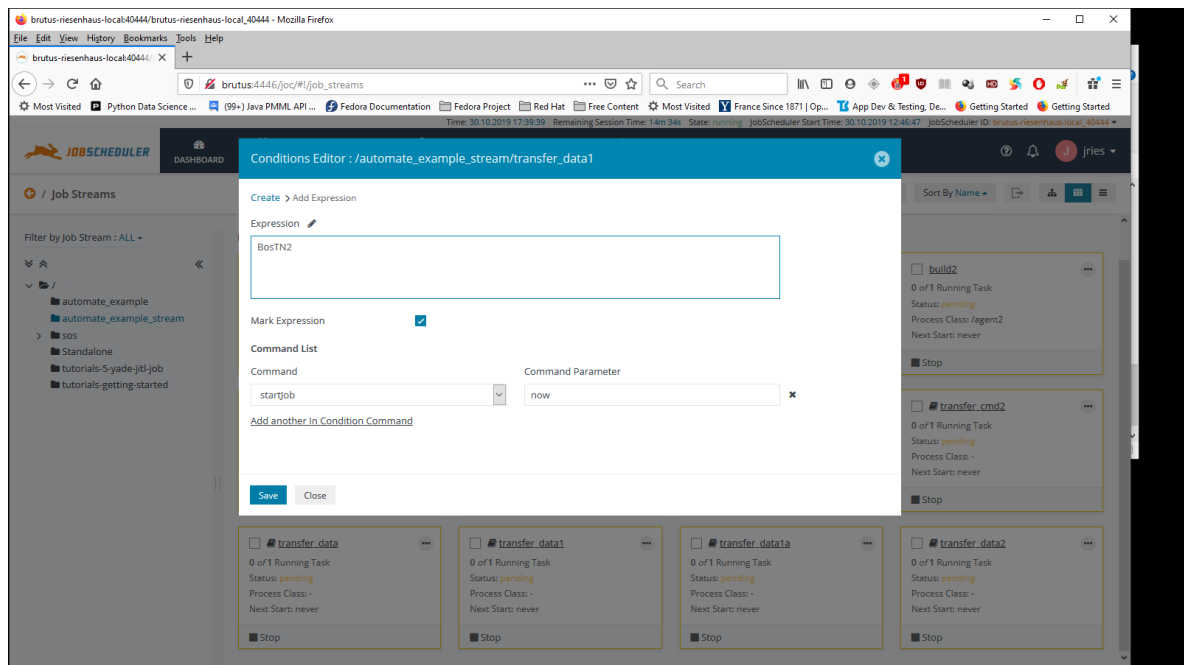 brutus-riesenhaus-local:40444/brutus-riesenhaus-local_40444 - Mozilla Firefox
File Edit View History Bookmarks Tools Help
brutus-riesenhaus-local:40444/
brutus:4446/joc/#!/job_streams
Search
Most Visited Python Data Science ... (99+) Java PMML API ... Fedora Documentation Fedora Project Red Hat Free Content Most Visited France Since 1871 | Op... App Dev & Testing, De... Getting Started Getting Started
Time: 30.10.2019 17:39:39 Remaining Session Time: 14m 34s State: running JobScheduler Start Time: 30.10.2019 12:46:47 JobScheduler ID: brutus-riesenhaus-local_40444
JOBSCHEDULER
DASHBOARD
J jries
/ Job Streams
Sort By Name
Filter by Job Stream : ALL
/
automate_example
automate_example_stream
sos
Standalone
tutorials-5-yade-jitl-job
tutorials-getting-started
Conditions Editor : /automate_example_stream/transfer_data1
Create > Add Expression
Expression
BosTN2
Mark Expression
Command List
Command Command Parameter
startJob now
Add another In Condition Command
Save Close
build2
0 of 1 Running Task
Status: pending
Process Class: /agent2
Next Start: never
Stop
transfer_cmd2
0 of 1 Running Task
Status: pending
Process Class: -
Next Start: never
Stop
transfer_data
0 of 1 Running Task
Status: pending
Process Class: -
Next Start: never
Stop
transfer_data1
0 of 1 Running Task
Status: pending
Process Class: -
Next Start: never
Stop
transfer_data1a
0 of 1 Running Task
Status: pending
Process Class: -
Next Start: never
Stop
transfer_data2
0 of 1 Running Task
Status: pending
Process Class: -
Next Start: never
Stop